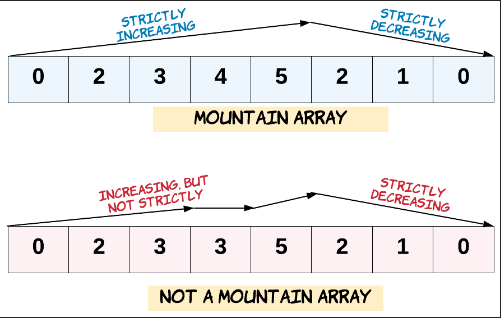 STRICTLY
INCREASING
STRICTLY
DECREASING
0 2 3 4 5 2 1 0
MOUNTAIN ARRAY
INCREASING, BUT
NOT STRICTLY
STRICTLY
DECREASING
0 2 3 3 5 2 1 0
NOT A MOUNTAIN ARRAY